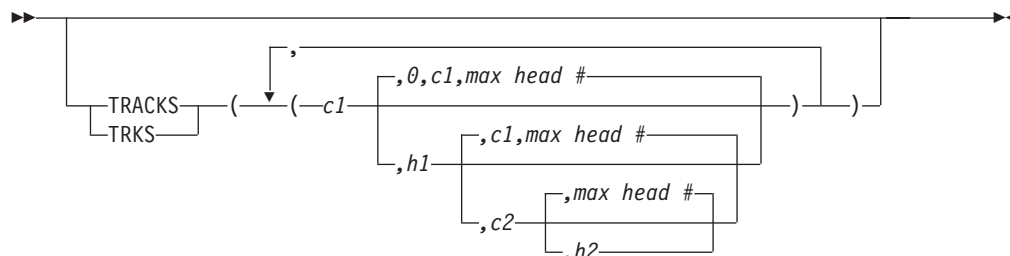 ,
,0,c1,max head #
TRACKS ( ( c1 ) )
TRKS
,c1,max head #
,h1
,max head #
,c2
,h2